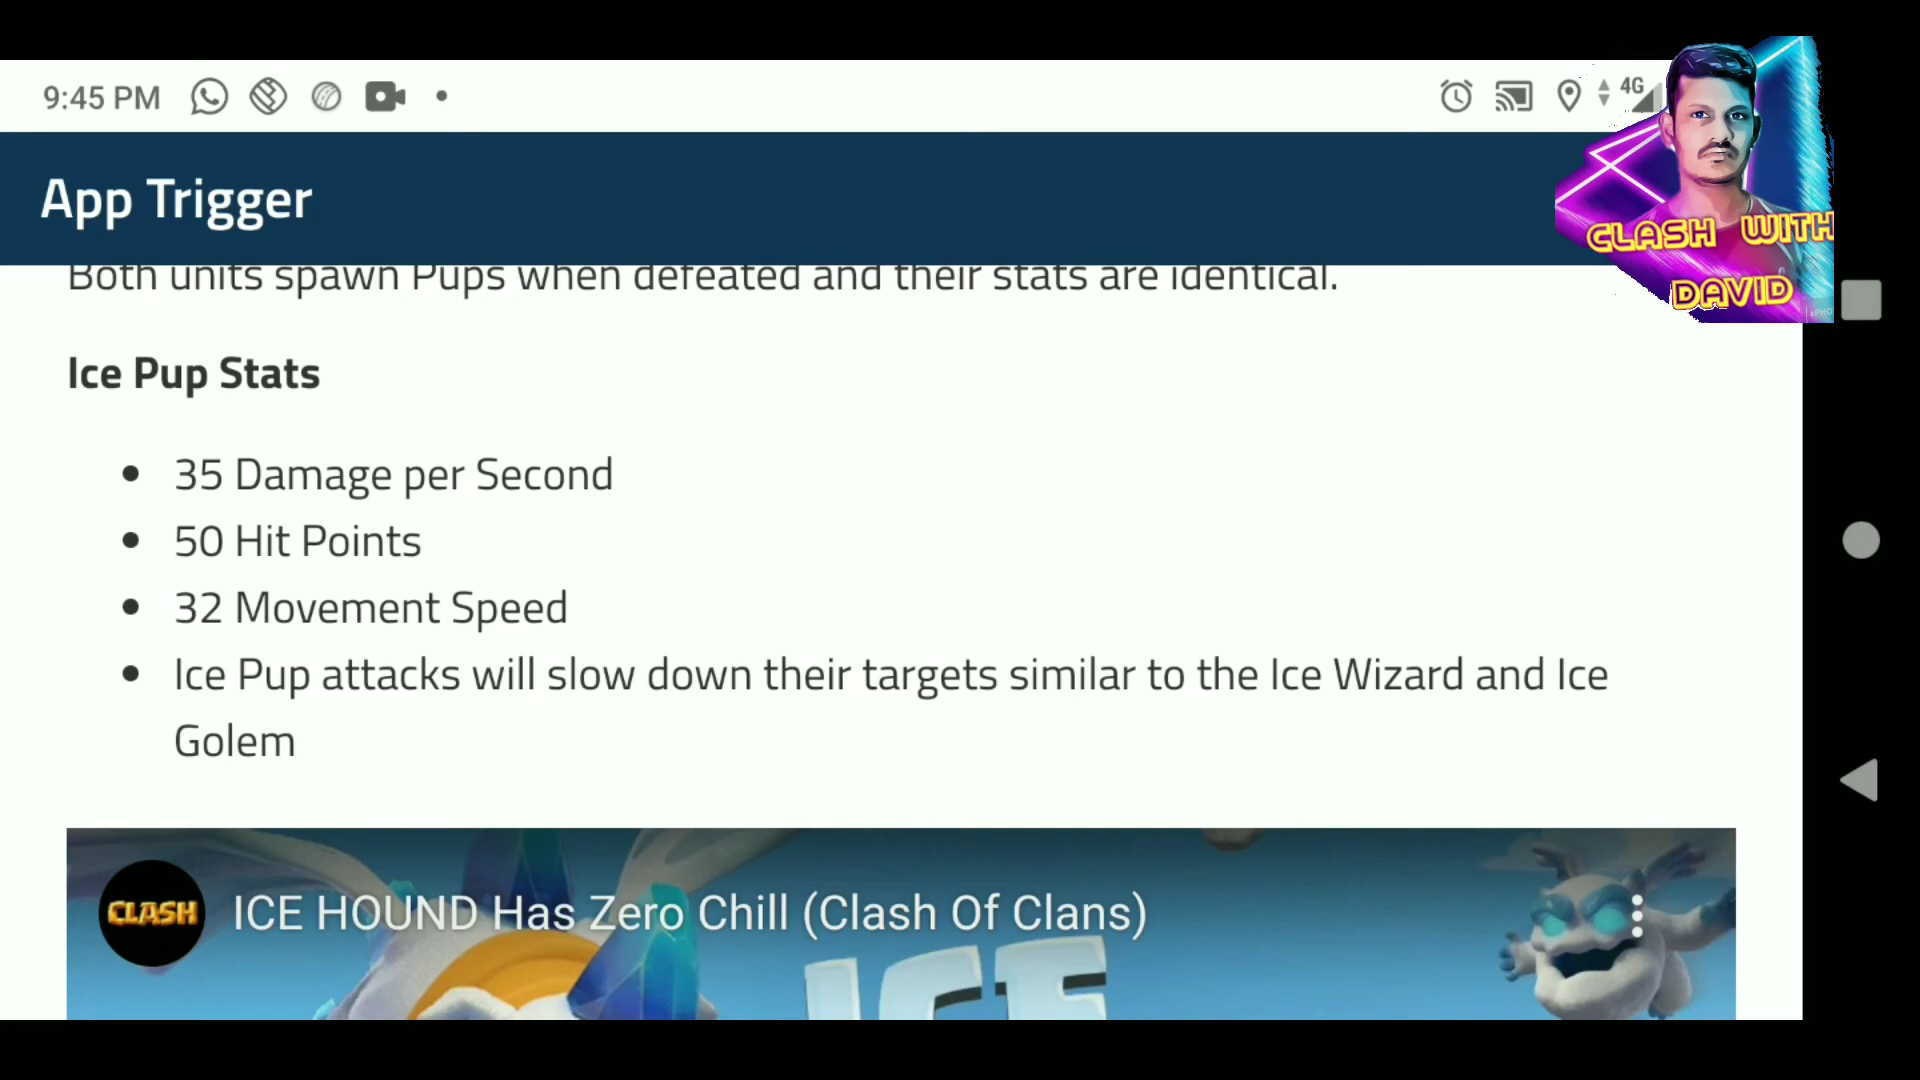 9:45 PM
4G
App Trigger
CLASH WITH
DAVID
Both units spawn Pups when defeated and their stats are identical.
Ice Pup Stats
• 35 Damage per Second
• 50 Hit Points
• 32 Movement Speed
• Ice Pup attacks will slow down their targets similar to the Ice Wizard and Ice
Golem
CLASH
ICE HOUND Has Zero Chill (Clash Of Clans)
ICE